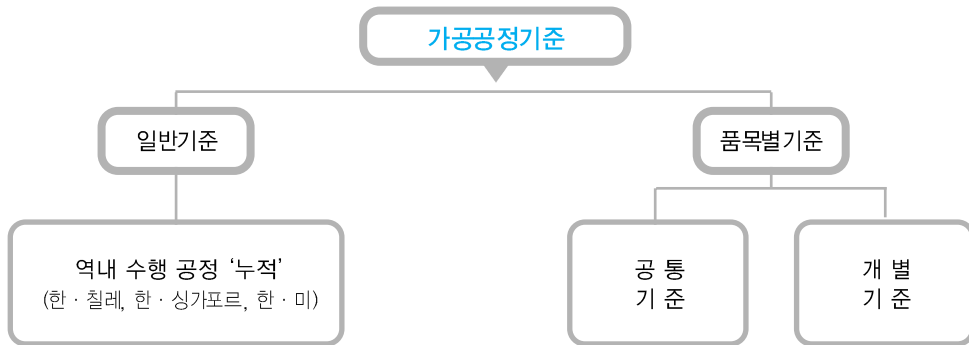 가공공정기준
일반기준
품목별기준
역내 수행 공정 ‘누적’
(한 · 칠레, 한 · 싱가포르, 한 · 미)
공 통
기 준
개 별
기 준